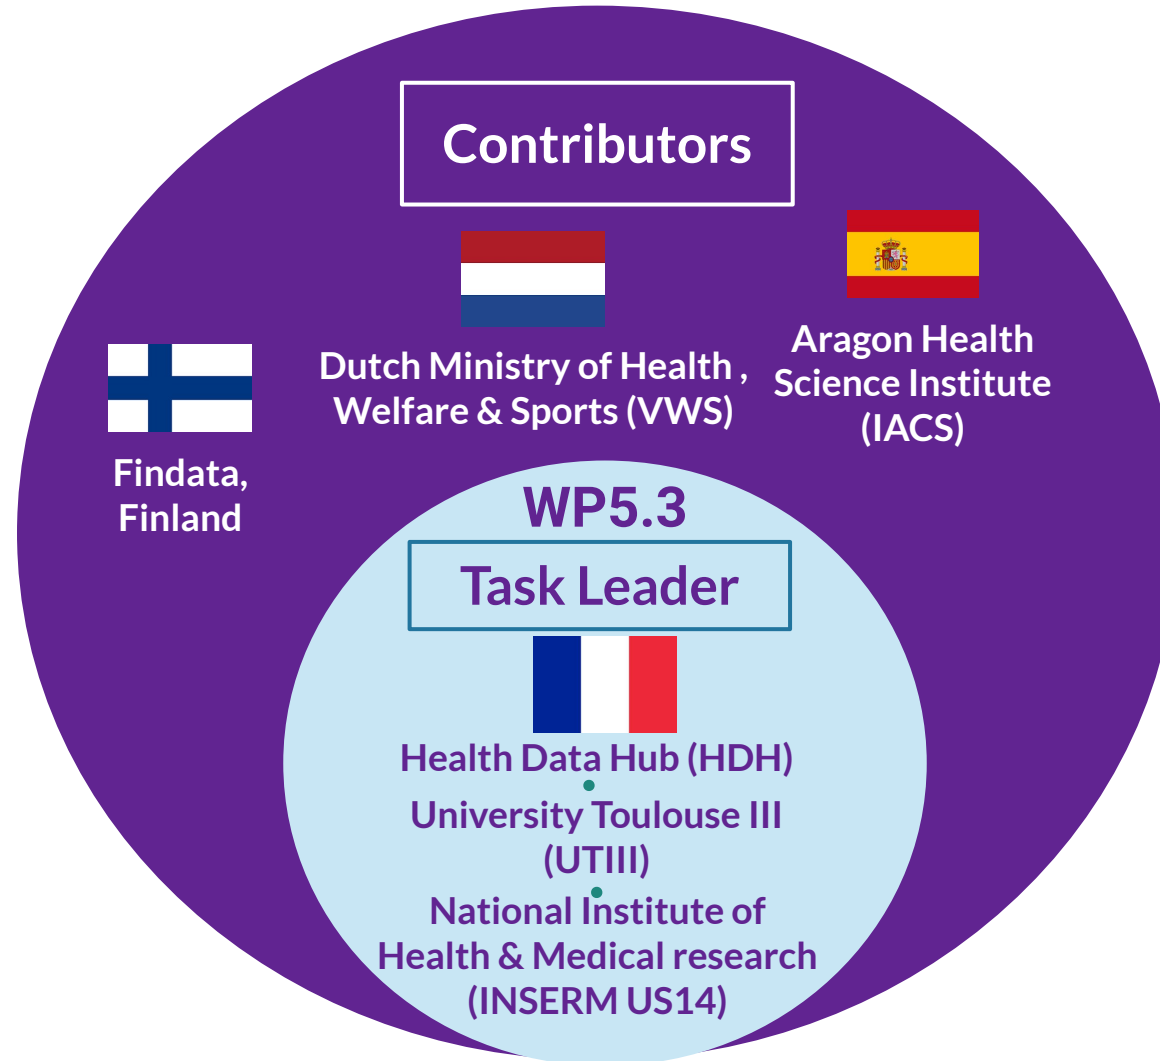 Contributors
Findata,
Finland
Dutch Ministry of Health ,
Welfare & Sports (VWS)
Aragon Health
Science Institute
(IACS)
WP5.3
Task Leader
Health Data Hub (HDH)
University Toulouse III
(UTIII)
National Institute of
Health & Medical research
(INSERM US14)